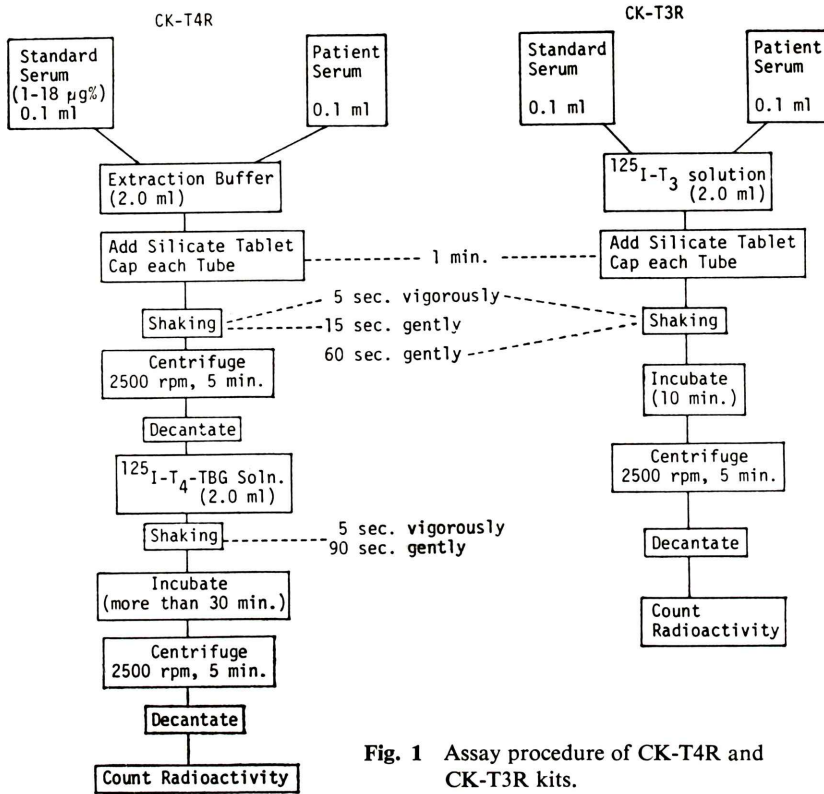 CK-T4R
Standard
Serum
(1-18 µg%)
0.1 ml
Patient
Serum
0.1 ml
Extraction Buffer
(2.0 ml)
Add Silicate Tablet
Cap each Tube
Shaking
Centrifuge
2500 rpm, 5 min.
Decantate
125I-T4-TBG Soln.
(2.0 ml)
Shaking
Incubate
(more than 30 min.)
Centrifuge
2500 rpm, 5 min.
Decantate
Count Radioactivity
1 min.
5 sec. vigorously
15 sec. gently
60 sec. gently
5 sec. vigorously
90 sec. gently
CK-T3R
Standard
Serum
0.1 ml
Patient
Serum
0.1 ml
125I-T3 solution
(2.0 ml)
Add Silicate Tablet
Cap each Tube
Shaking
Incubate
(10 min.)
Centrifuge
2500 rpm, 5 min.
Decantate
Count
Radioactivity
Fig. 1 Assay procedure of CK-T4R and
CK-T3R kits.